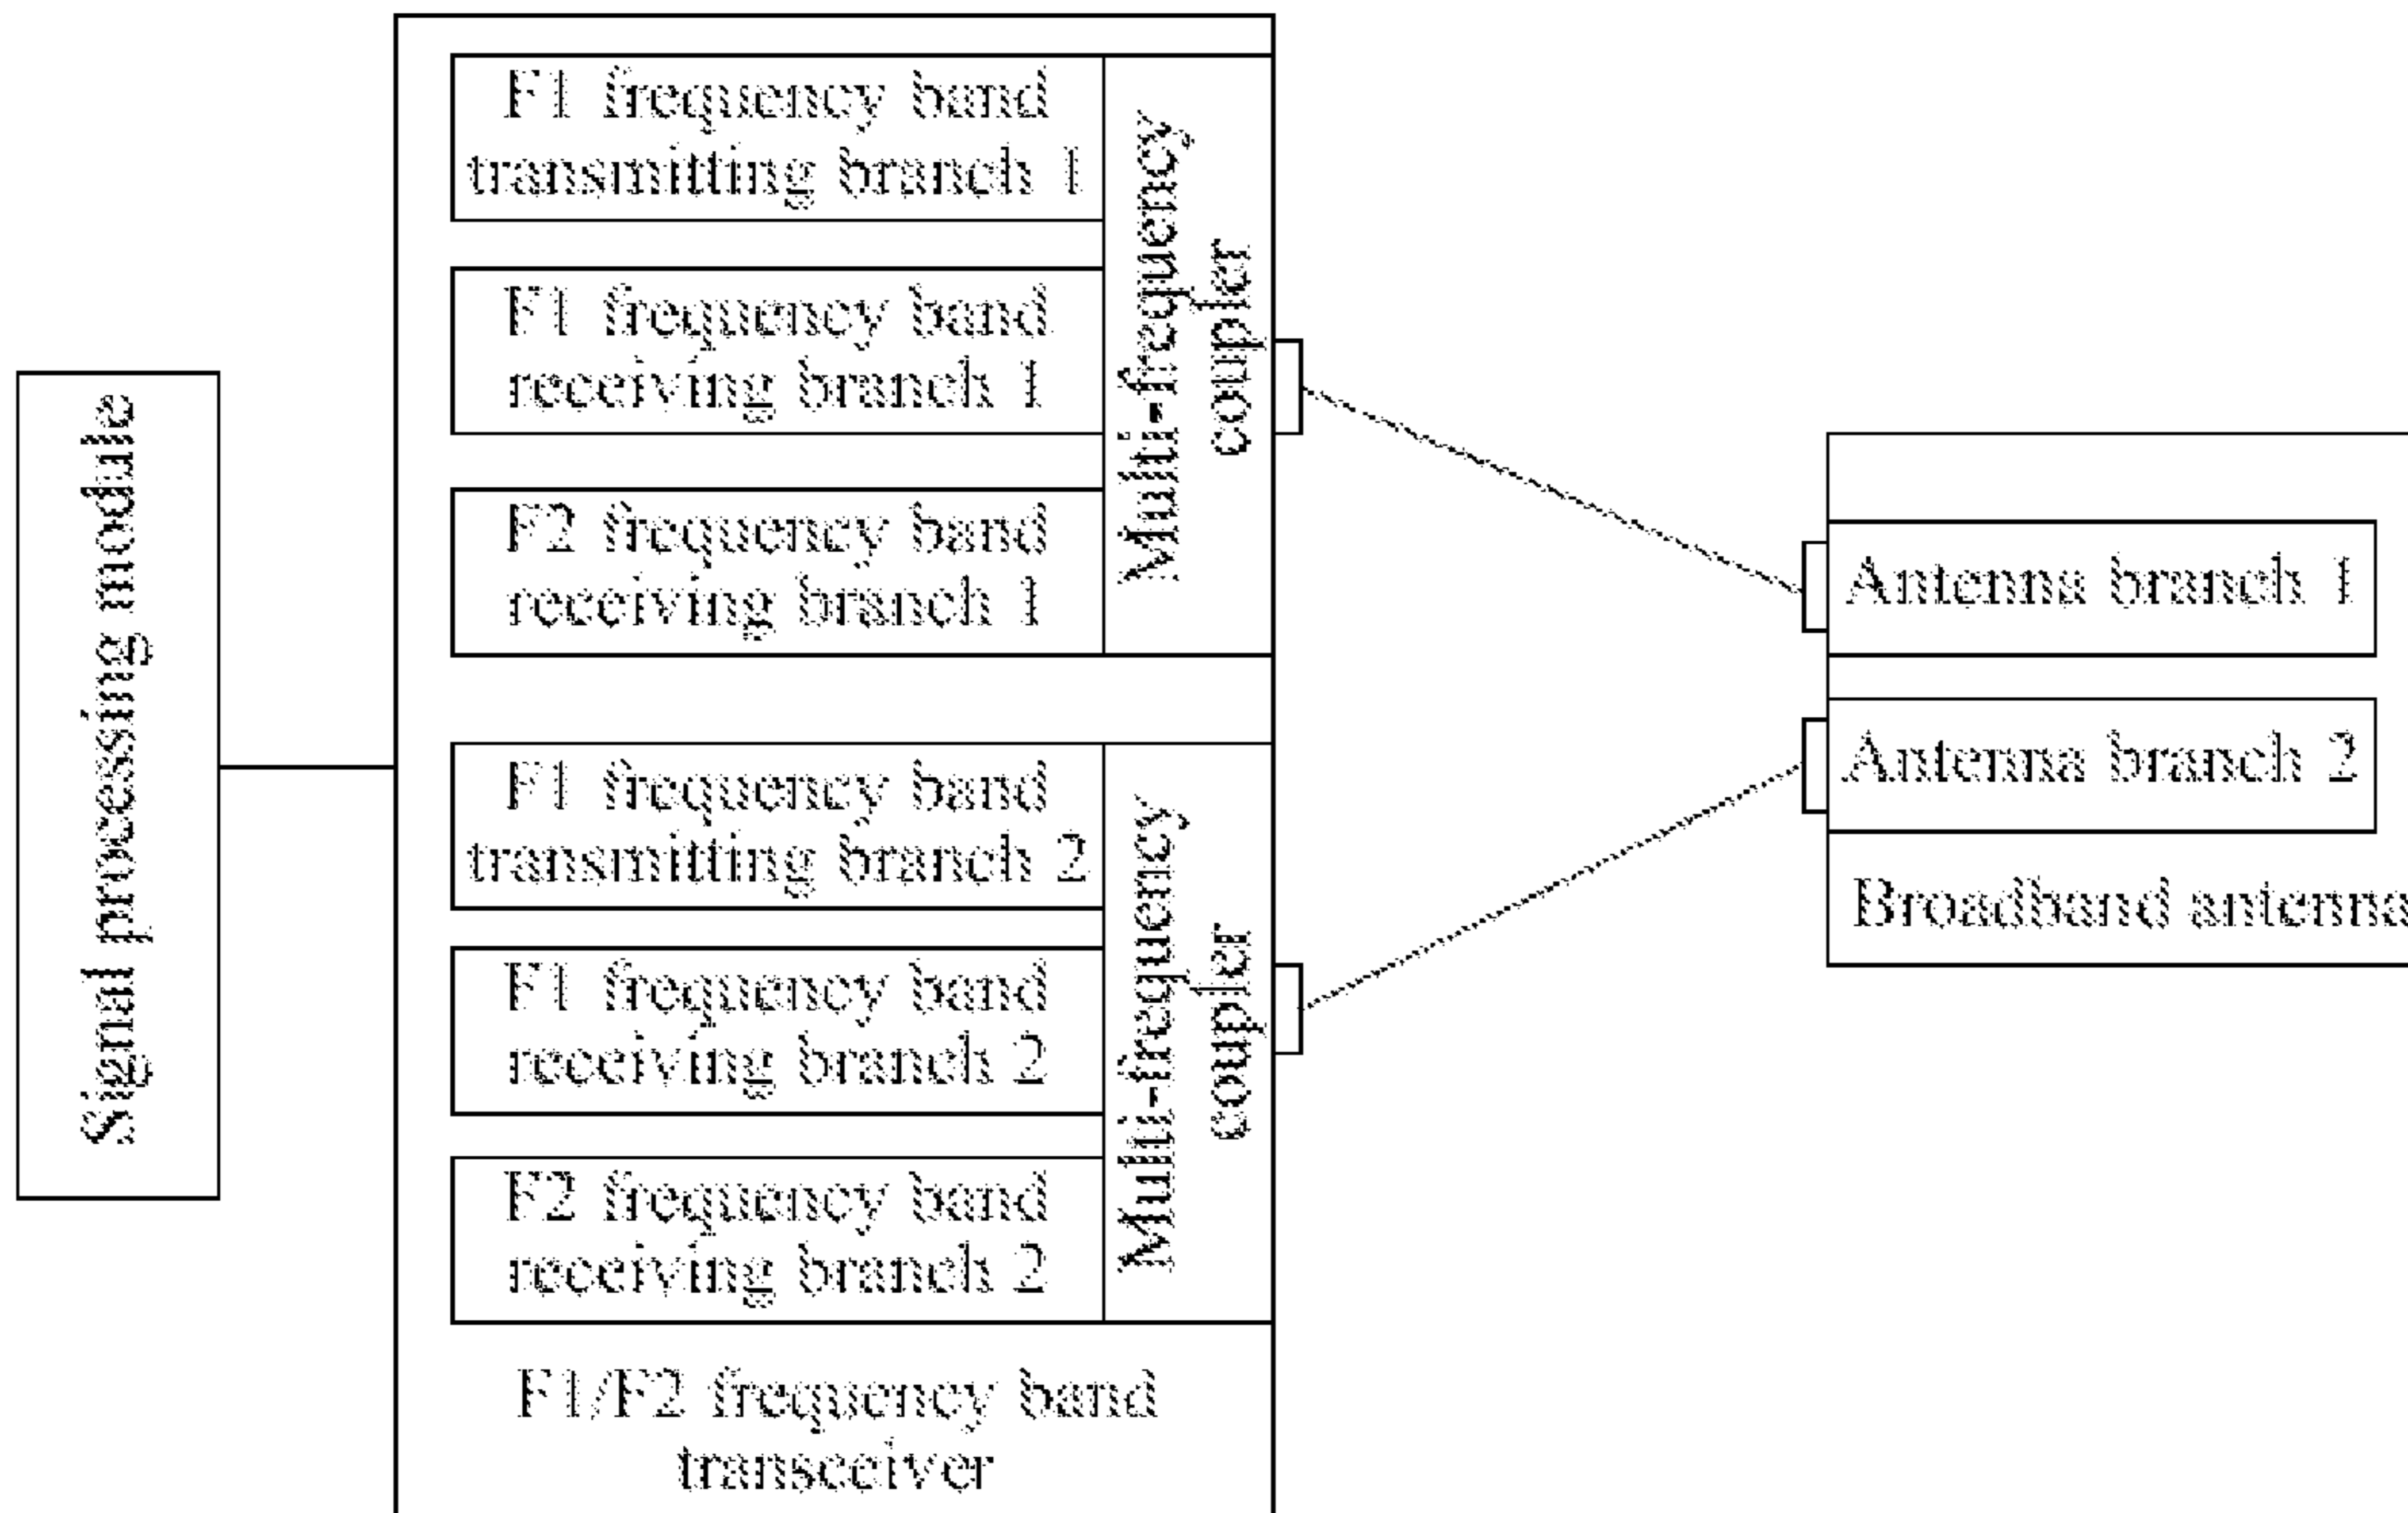 Signal processing module
F1 frequency band
transmitting branch 1
F1 frequency band
receiving branch 1
F2 frequency band
receiving branch 1
Multi-frequency
coupler
F1 frequency band
transmitting branch 2
F1 frequency band
receiving branch 2
F2 frequency band
receiving branch 2
Multi-frequency
coupler
F1/F2 frequency band
transceiver
Antenna branch 1
Antenna branch 2
Broadband antenna